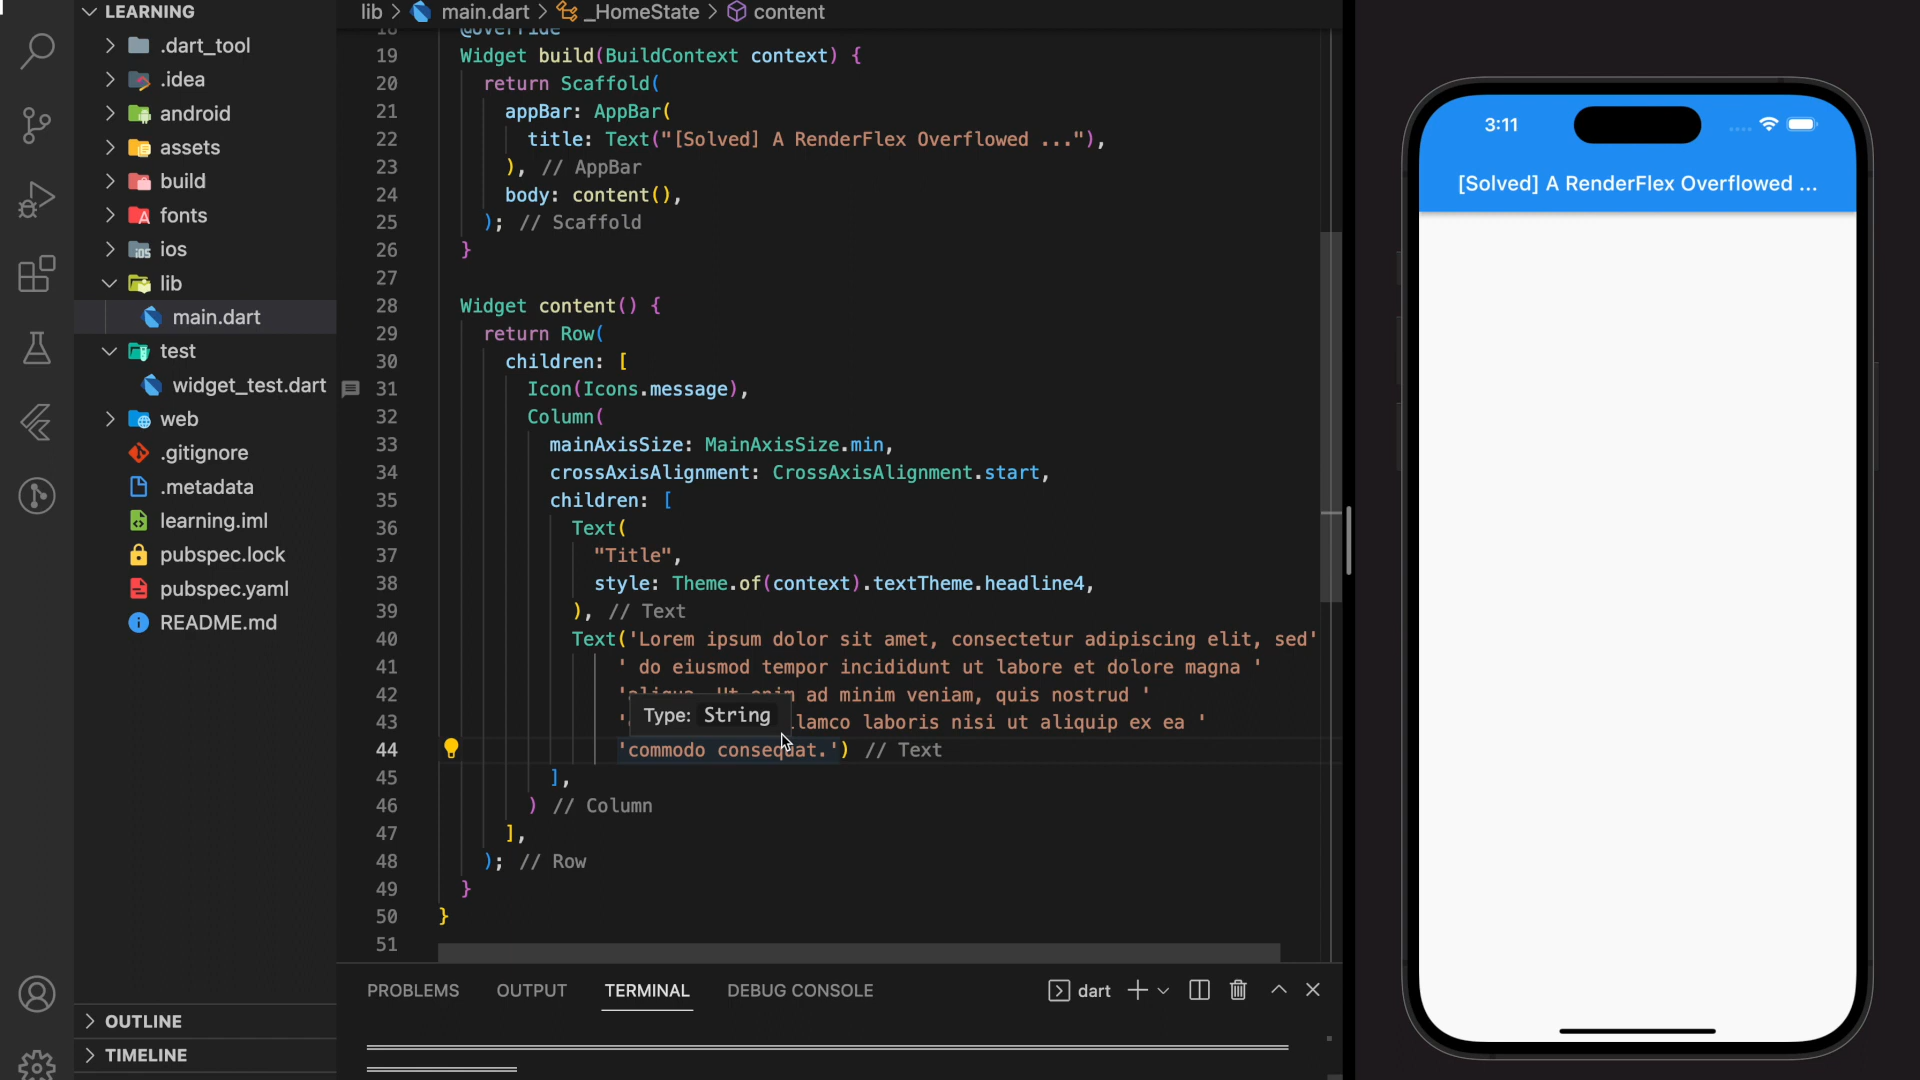 LEARNING
.dart_tool
.idea
android
assets
build
fonts
ios
lib
main.dart
test
widget_test.dart
web
.gitignore
.metadata
learning.iml
pubspec.lock
pubspec.yaml
README.md
OUTLINE
TIMELINE
lib > main.dart > _HomeState > content
18 @override
19 Widget build(BuildContext context) {
20 return Scaffold(
21 appBar: AppBar(
22 title: Text("[Solved] A RenderFlex Overflowed ..."),
23 ), // AppBar
24 body: content(),
25 ); // Scaffold
26 }
27
28 Widget content() {
29 return Row(
30 children: [
31 Icon(Icons.message),
32 Column(
33 mainAxisSize: MainAxisSize.min,
34 crossAxisAlignment: CrossAxisAlignment.start,
35 children: [
36 Text(
37 "Title",
38 style: Theme.of(context).textTheme.headline4,
39 ), // Text
40 Text('Lorem ipsum dolor sit amet, consectetur adipiscing elit, sed'
41 ' do eiusmod tempor incididunt ut labore et dolore magna '
42 'aliqua. Ut enim ad minim veniam, quis nostrud '
43 ' llamco laboris nisi ut aliquip ex ea '
Type: String
44 'commodo consequat.') // Text
45 ],
46 ) // Column
47 ],
48 ); // Row
49 }
50 }
51
PROBLEMS OUTPUT TERMINAL DEBUG CONSOLE dart
3:11
[Solved] A RenderFlex Overflowed ...